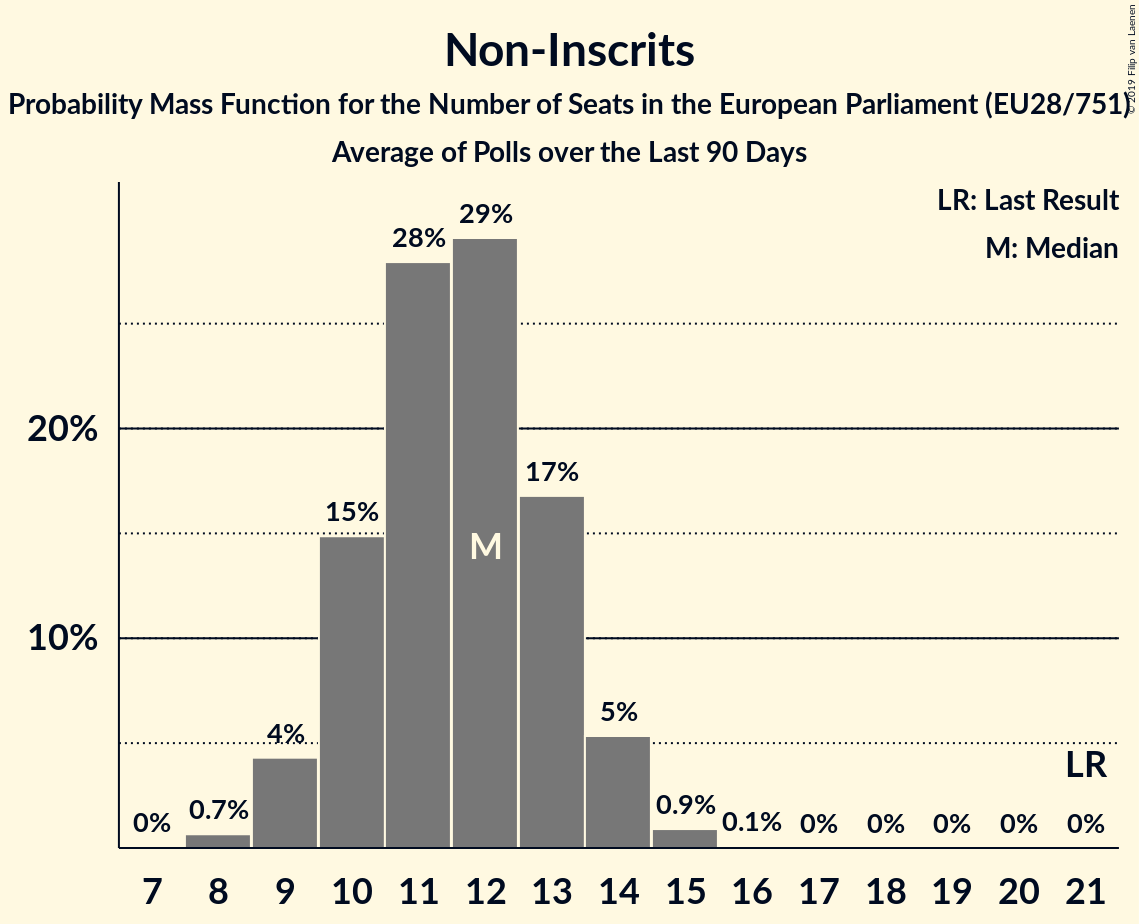 Non-Inscrits
Probability Mass Function for the Number of Seats in the European Parliament (EU28/751)
Average of Polls over the Last 90 Days
© 2019 Filip van Laenen
LR: Last Result
M: Median
29%
28%
20%
17%
15%
M
10%
5%
4%
LR
0% 0.7% 0.9% 0.1% 0% 0% 0% 0% 0%
7 8 9 10 11 12 13 14 15 16 17 18 19 20 21